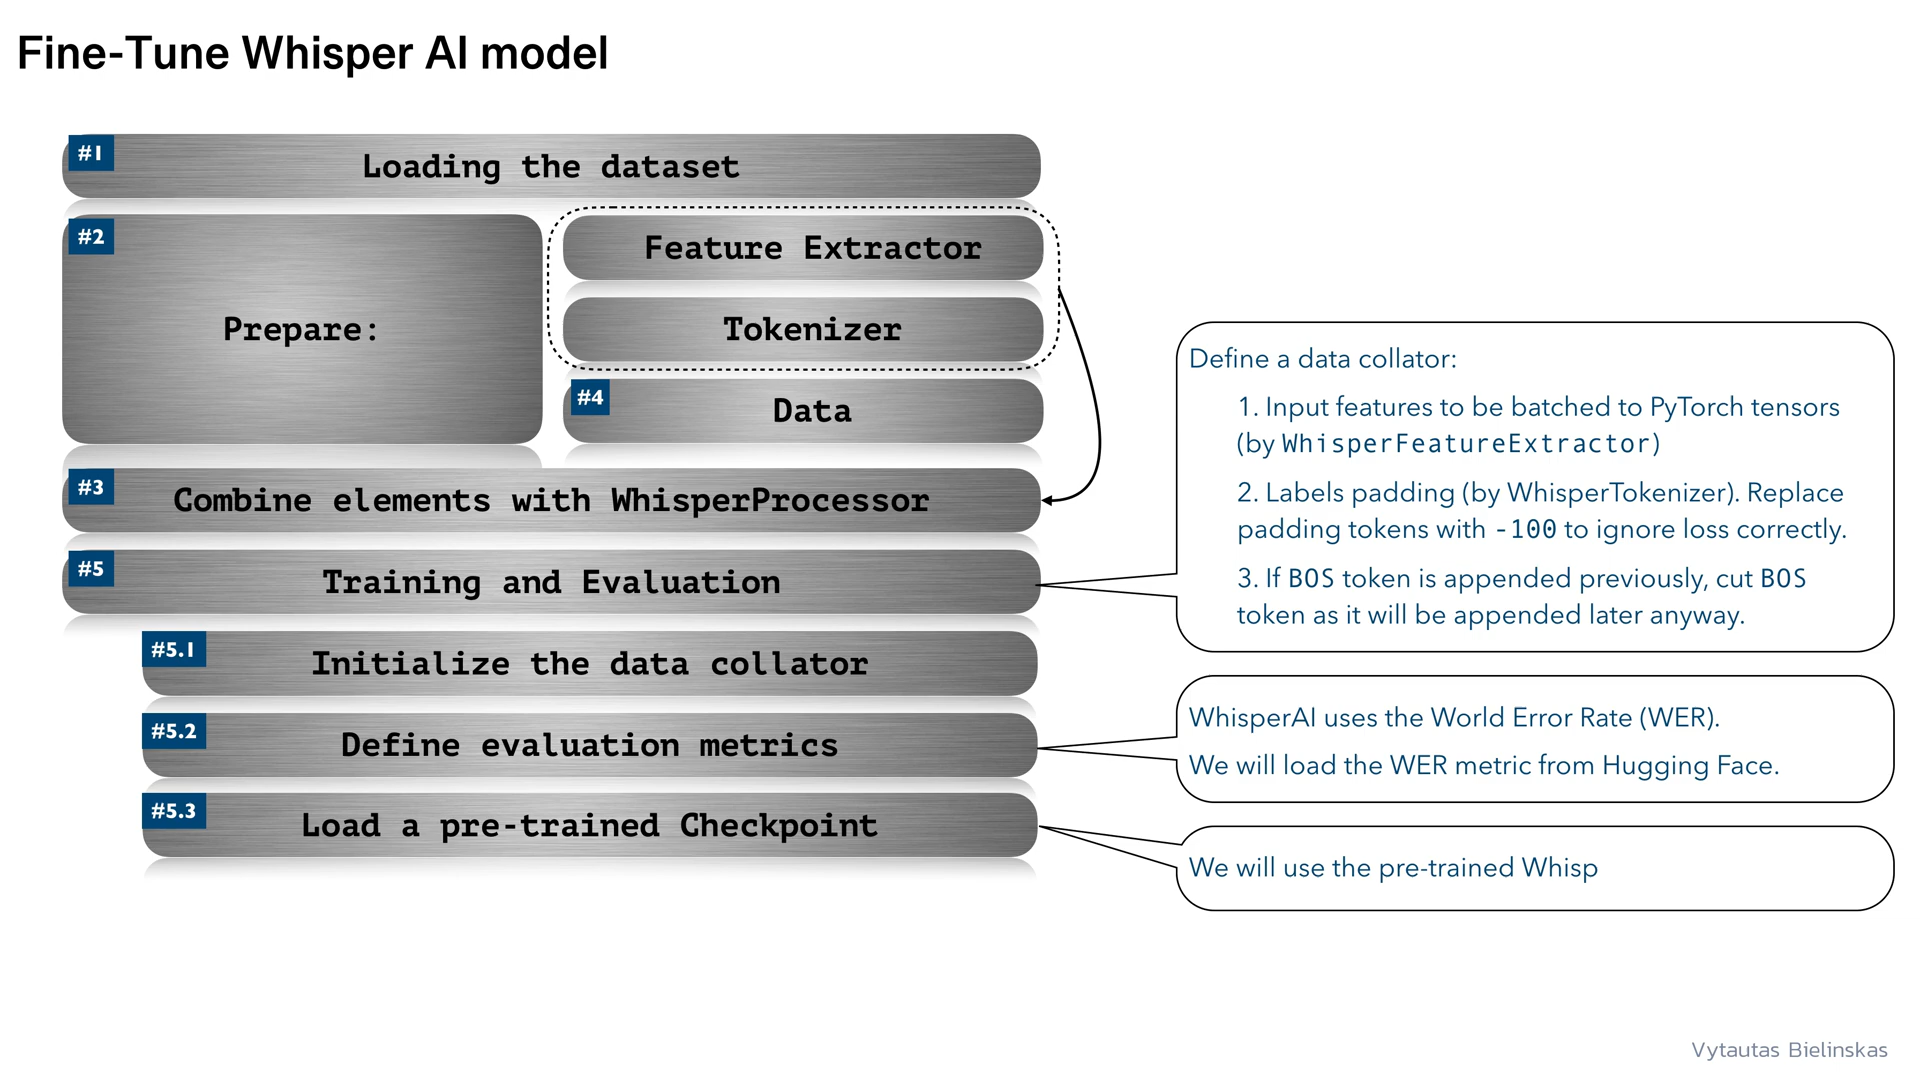 Fine-Tune Whisper AI model
#1
Loading the dataset
#2
Prepare:
Feature Extractor
Tokenizer
#4
Data
#3
Combine elements with WhisperProcessor
#5
Training and Evaluation
#5.1
Initialize the data collator
#5.2
Define evaluation metrics
#5.3
Load a pre-trained Checkpoint
Define a data collator:
1. Input features to be batched to PyTorch tensors
(by WhisperFeatureExtractor)
2. Labels padding (by WhisperTokenizer). Replace
padding tokens with -100 to ignore loss correctly.
3. If BOS token is appended previously, cut BOS
token as it will be appended later anyway.
WhisperAI uses the World Error Rate (WER).
We will load the WER metric from Hugging Face.
We will use the pre-trained Whisp
Vytautas Bielinskas